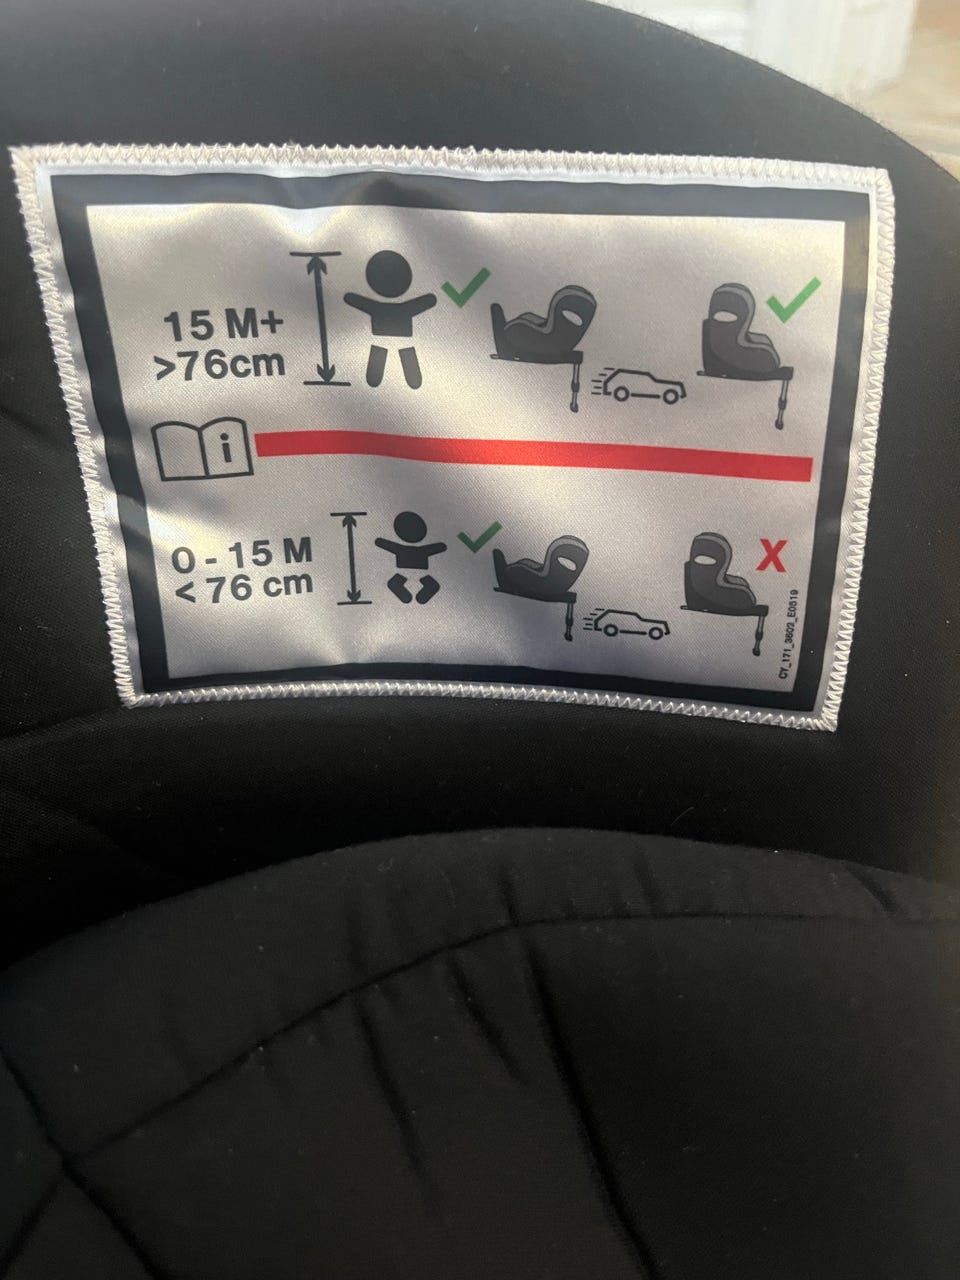 15 M+
>76cm
i
0 - 15 M
< 76 cm
X
CY_171_3602_E0519